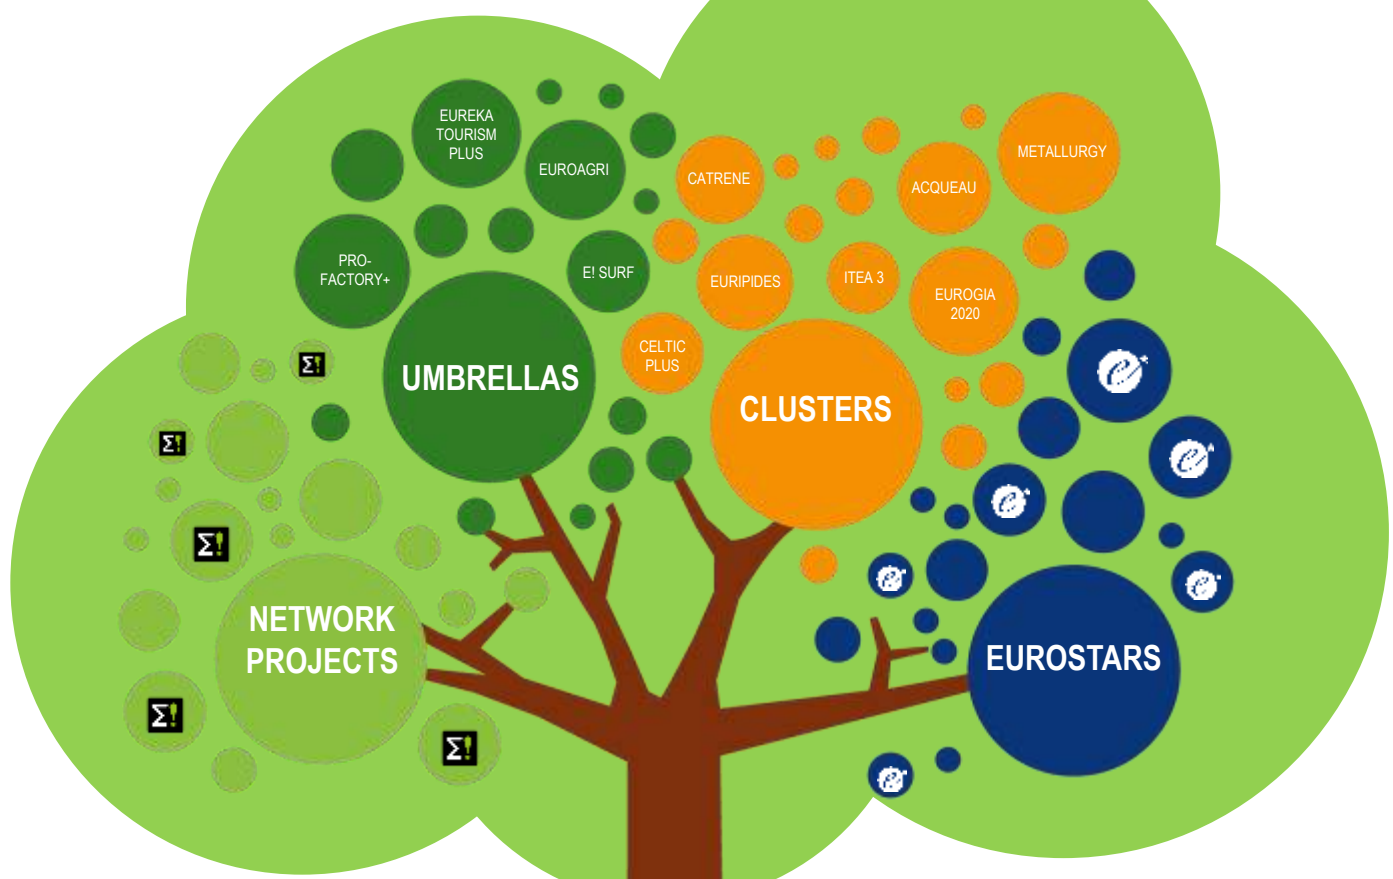 EUREKA
TOURISM
PLUS
EUROAGRI
PRO-
FACTORY+
E! SURF
UMBRELLAS
CATRENE
ACQUEAU
METALLURGY
EURIPIDES
ITEA 3
EUROGIA
2020
CELTIC
PLUS
CLUSTERS
Σ!
Σ!
Σ!
Σ!
Σ!
NETWORK
PROJECTS
e
e
e
e
e
e
EUROSTARS